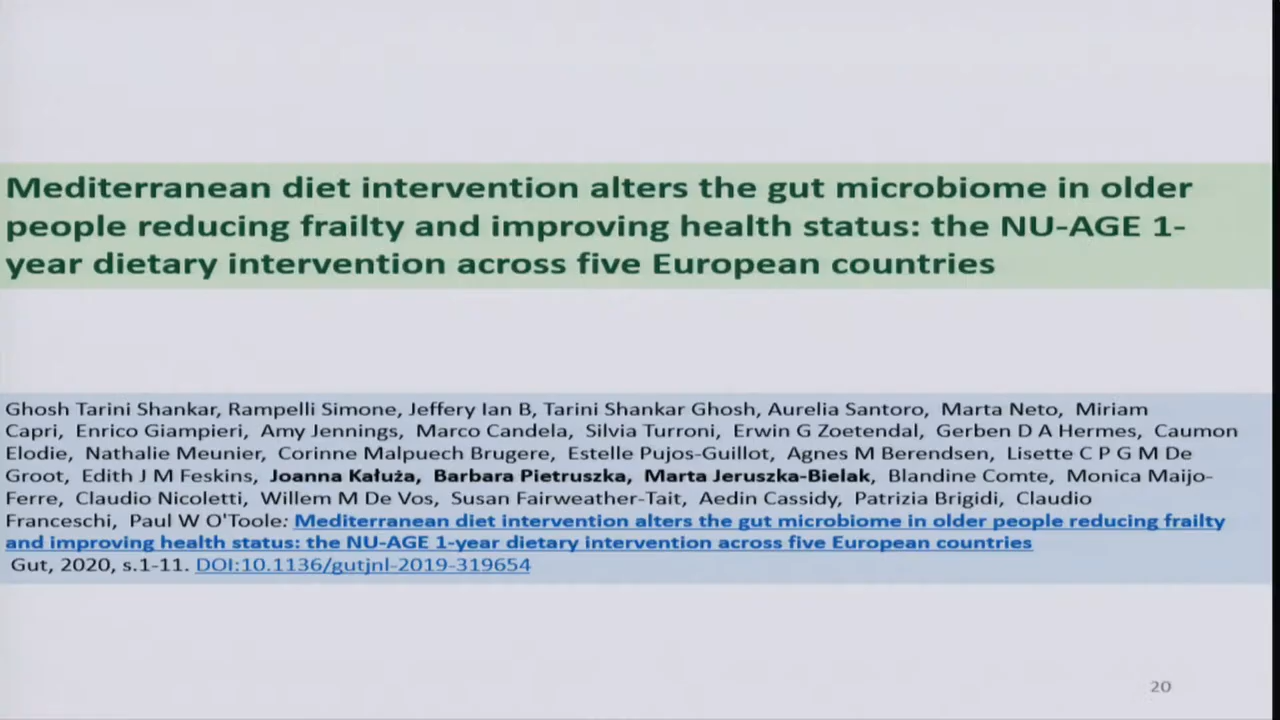 Mediterranean diet intervention alters the gut microbiome in older
people reducing frailty and improving health status: the NU-AGE 1-
year dietary intervention across five European countries
Ghosh Tarini Shankar, Rampelli Simone, Jeffery Ian B, Tarini Shankar Ghosh, Aurelia Santoro, Marta Neto, Miriam
Capri, Enrico Giampieri, Amy Jennings, Marco Candela, Silvia Turroni, Erwin G Zoetendal, Gerben D A Hermes, Caumon
Elodie, Nathalie Meunier, Corinne Malpuech Brugere, Estelle Pujos-Guillot, Agnes M Berendsen, Lisette C P G M De
Groot, Edith J M Feskins, Joanna Kałuża, Barbara Pietruszka, Marta Jeruszka-Bielak, Blandine Comte, Monica Maijo-
Ferre, Claudio Nicoletti, Willem M De Vos, Susan Fairweather-Tait, Aedin Cassidy, Patrizia Brigidi, Claudio
Franceschi, Paul W O'Toole: Mediterranean diet intervention alters the gut microbiome in older people reducing frailty
and improving health status: the NU-AGE 1-year dietary intervention across five European countries
Gut, 2020, s.1-11. DOI:10.1136/gutjnl-2019-319654
20